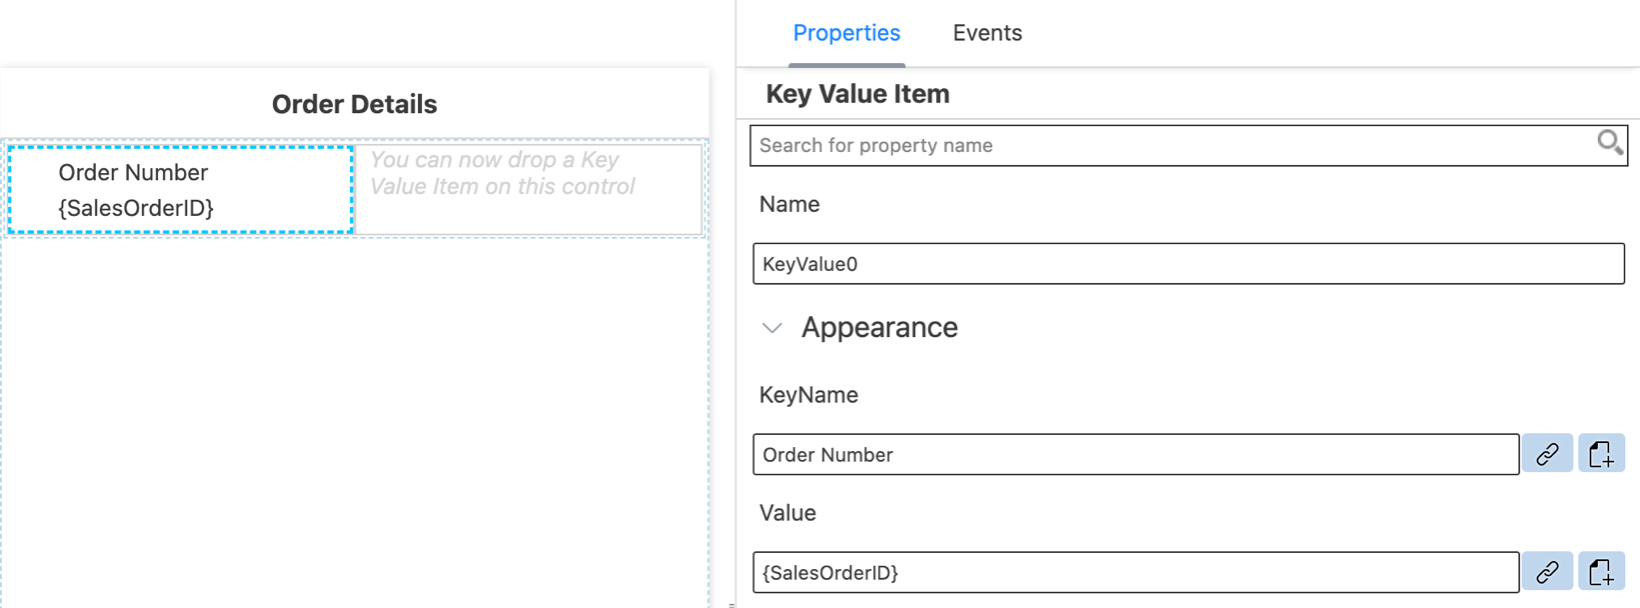 Order Details
Order Number
{SalesOrderID}
You can now drop a Key
Value Item on this control
Properties
Events
Key Value Item
Search for property name
Name
KeyValue0
Appearance
KeyName
Order Number
Value
{SalesOrderID}